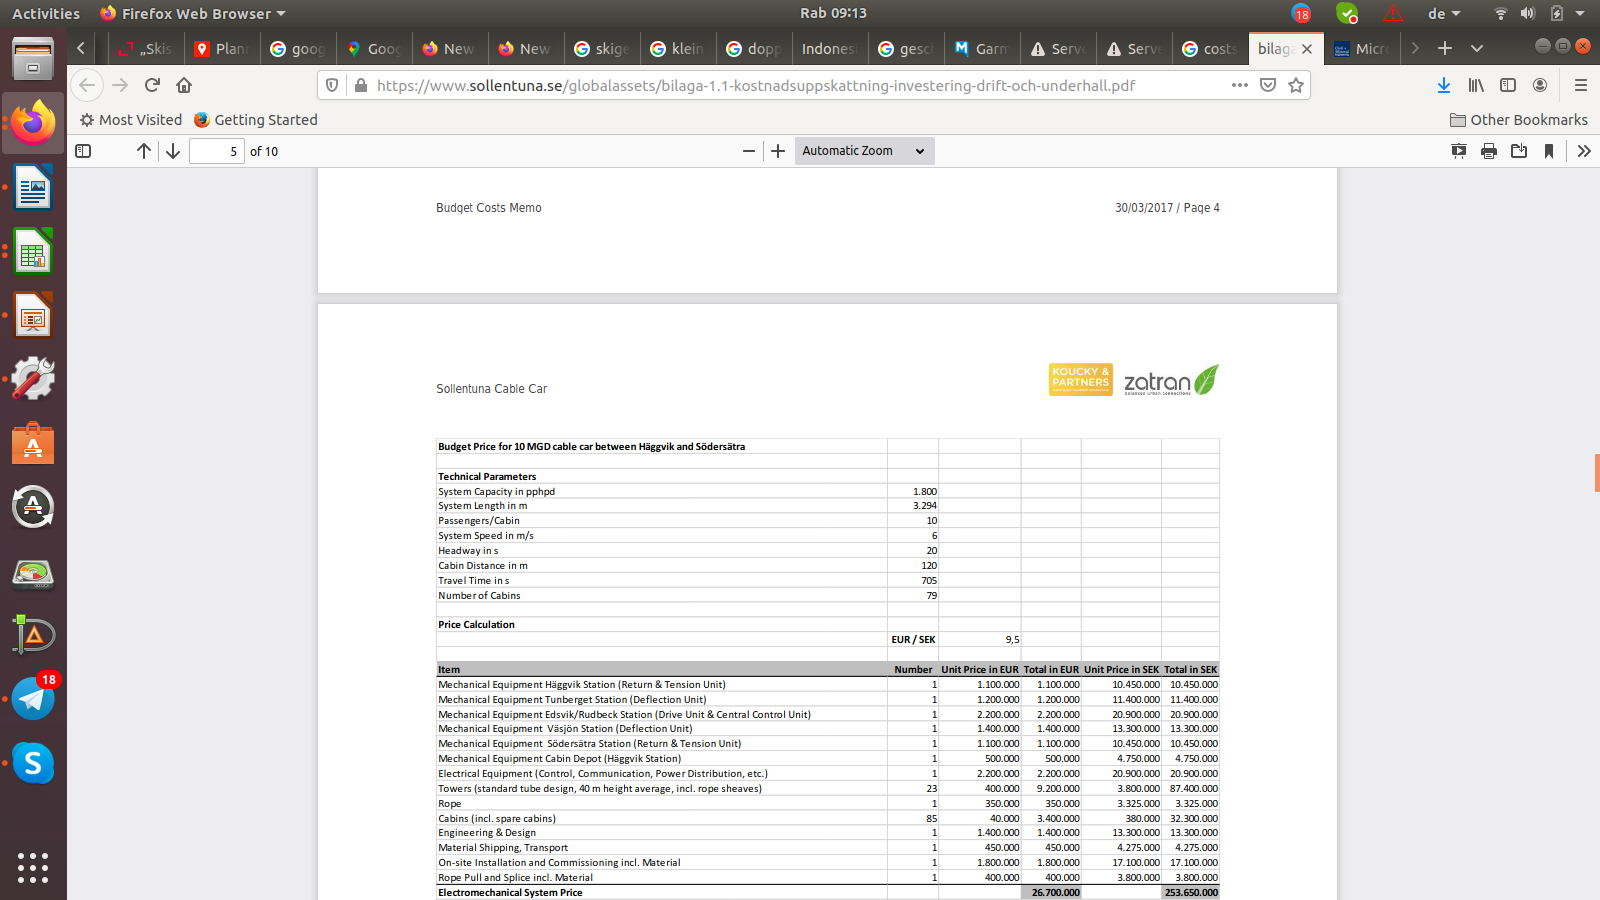 Activities Firefox Web Browser Rab 09:13 18 de
„Skis Plan goog Goog New New skige klein dopp Indones gesc Garm Serve Serve costs bilaga Micro
https://www.sollentuna.se/globalassets/bilaga-1.1-kostnadsuppskattning-investering-drift-och-underhall.pdf
Most Visited Getting Started Other Bookmarks
5 of 10 Automatic Zoom
Budget Costs Memo 30/03/2017 / Page 4
Sollentuna Cable Car KOUCKY & PARTNERS zatran
Budget Price for 10 MGD cable car between Häggvik and Södersätra
Technical Parameters
System Capacity in pphpd 1.800
System Length in m 3.294
Passengers/Cabin 10
System Speed in m/s 6
Headway in s 20
Cabin Distance in m 120
Travel Time in s 705
Number of Cabins 79
Price Calculation
EUR / SEK 9,5
Item Number Unit Price in EUR Total in EUR Unit Price in SEK Total in SEK
Mechanical Equipment Häggvik Station (Return & Tension Unit) 1 1.100.000 1.100.000 10.450.000 10.450.000
Mechanical Equipment Tunberget Station (Deflection Unit) 1 1.200.000 1.200.000 11.400.000 11.400.000
Mechanical Equipment Edsvik/Rudbeck Station (Drive Unit & Central Control Unit) 1 2.200.000 2.200.000 20.900.000 20.900.000
Mechanical Equipment Väsjön Station (Deflection Unit) 1 1.400.000 1.400.000 13.300.000 13.300.000
Mechanical Equipment Södersätra Station (Return & Tension Unit) 1 1.100.000 1.100.000 10.450.000 10.450.000
Mechanical Equipment Cabin Depot (Häggvik Station) 1 500.000 500.000 4.750.000 4.750.000
Electrical Equipment (Control, Communication, Power Distribution, etc.) 1 2.200.000 2.200.000 20.900.000 20.900.000
Towers (standard tube design, 40 m height average, incl. rope sheaves) 23 400.000 9.200.000 3.800.000 87.400.000
Rope 1 350.000 350.000 3.325.000 3.325.000
Cabins (incl. spare cabins) 85 40.000 3.400.000 380.000 32.300.000
Engineering & Design 1 1.400.000 1.400.000 13.300.000 13.300.000
Material Shipping, Transport 1 450.000 450.000 4.275.000 4.275.000
On-site Installation and Commissioning incl. Material 1 1.800.000 1.800.000 17.100.000 17.100.000
Rope Pull and Splice incl. Material 1 400.000 400.000 3.800.000 3.800.000
Electromechanical System Price 26.700.000 253.650.000
18